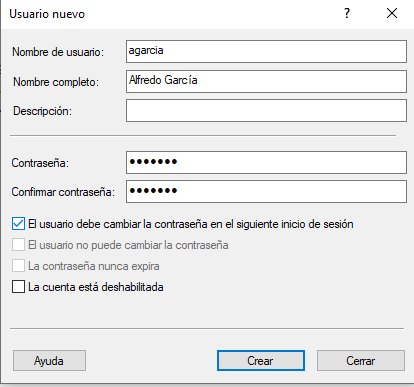 Usuario nuevo
Nombre de usuario: agarcia
Nombre completo: Alfredo García
Descripción:
Contraseña: •••••••
Confirmar contraseña: •••••••
El usuario debe cambiar la contraseña en el siguiente inicio de sesión
El usuario no puede cambiar la contraseña
La contraseña nunca expira
La cuenta está deshabilitada
Ayuda Crear Cerrar